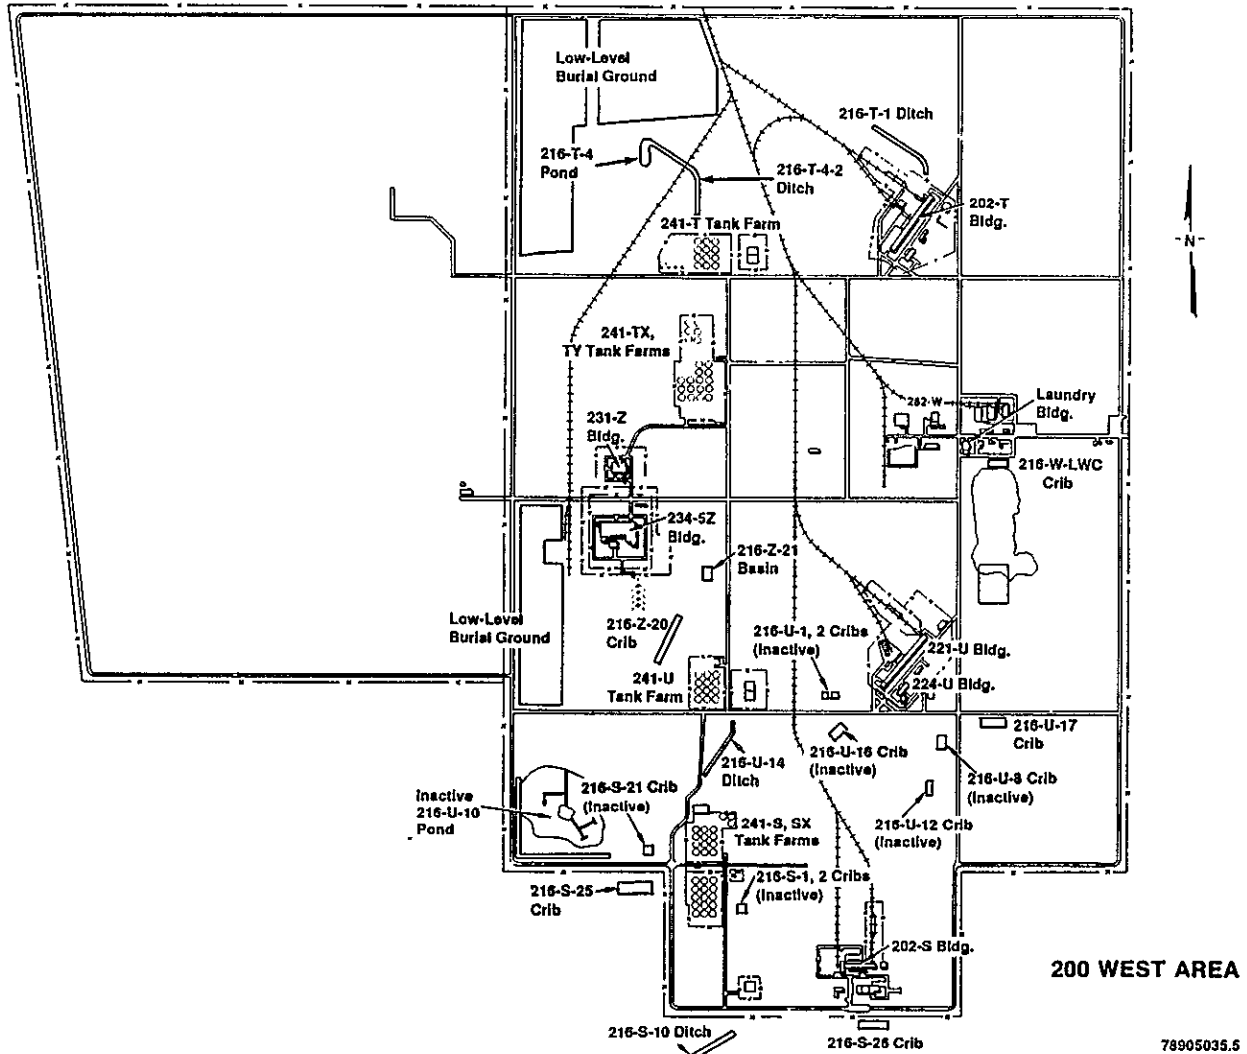 Low-Level
Burial Ground
216-T-1 Ditch
216-T-4
Pond
216-T-4-2
Ditch
202-T
Bldg.
241-T Tank Farm
N
241-TX,
TY Tank Farms
282-W
Laundry
Bldg.
231-Z
Bldg.
216-W-LWC
Crib
234-5Z
Bldg.
216-Z-21
Basin
Low-Level
Burial Ground
216-Z-20
Crib
216-U-1, 2 Cribs
(Inactive)
221-U Bldg.
241-U
Tank Farm
224-U Bldg.
216-U-14
Ditch
216-U-16 Crib
(Inactive)
216-U-17
Crib
216-U-8 Crib
(Inactive)
Inactive
216-U-10
Pond
216-S-21 Crib
(Inactive)
241-S, SX
Tank Farms
216-U-12 Crib
(Inactive)
216-S-25
Crib
216-S-1, 2 Cribs
(Inactive)
202-S Bldg.
200 WEST AREA
216-S-10 Ditch
216-S-26 Crib
78905035.5